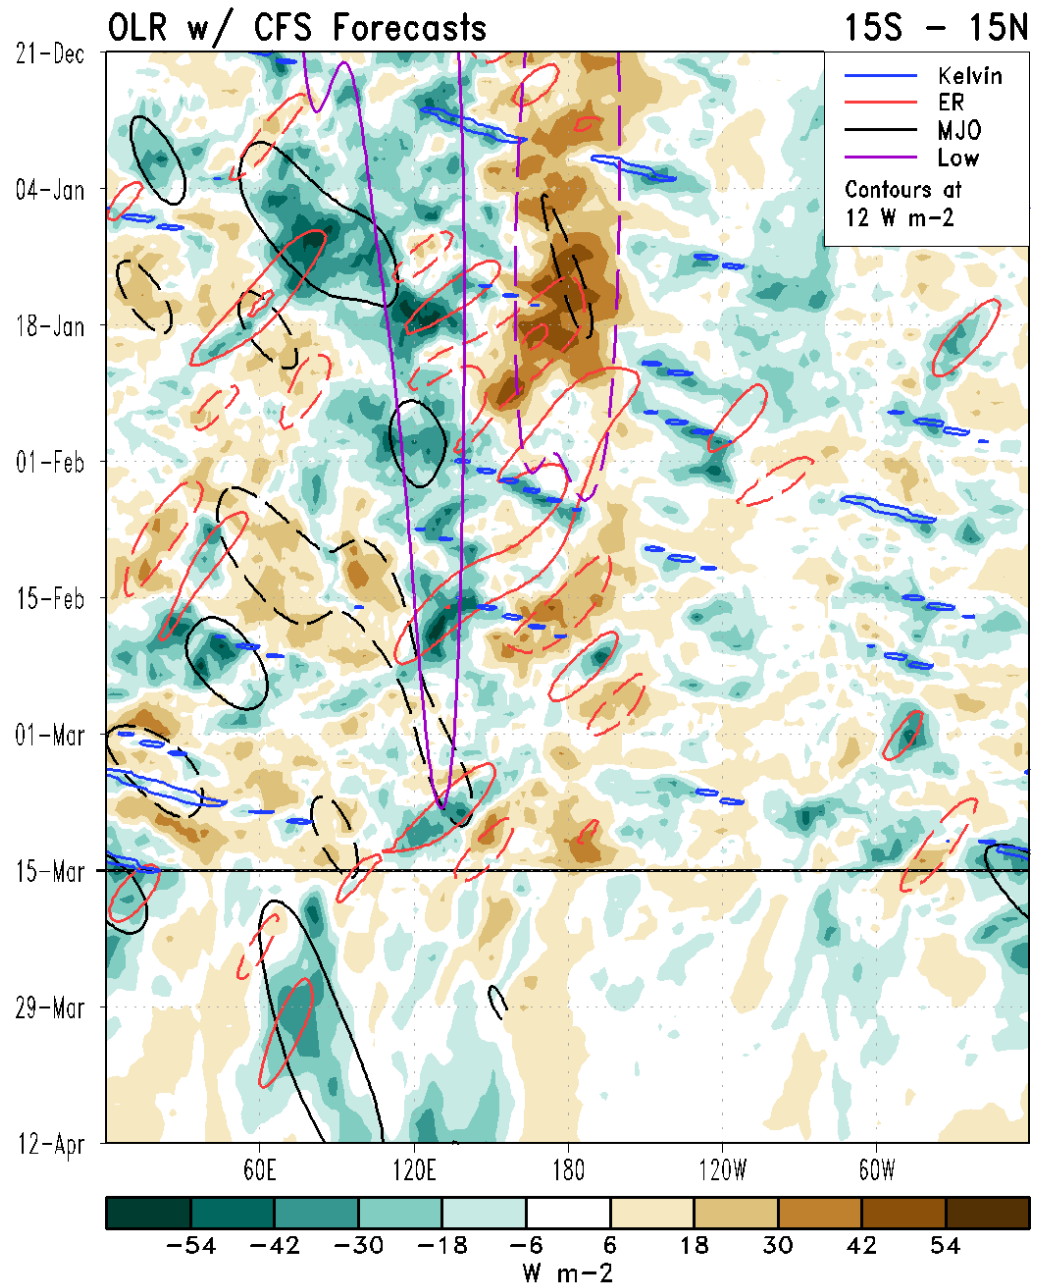 OLR w/ CFS Forecasts 15S - 15N
21-Dec
Kelvin
ER
MJO
Low
Contours at
12 W m-2
04-Jan
18-Jan
01-Feb
15-Feb
01-Mar
15-Mar
29-Mar
12-Apr
60E 120E 180 120W 60W
-54 -42 -30 -18 -6 6 18 30 42 54
W m-2